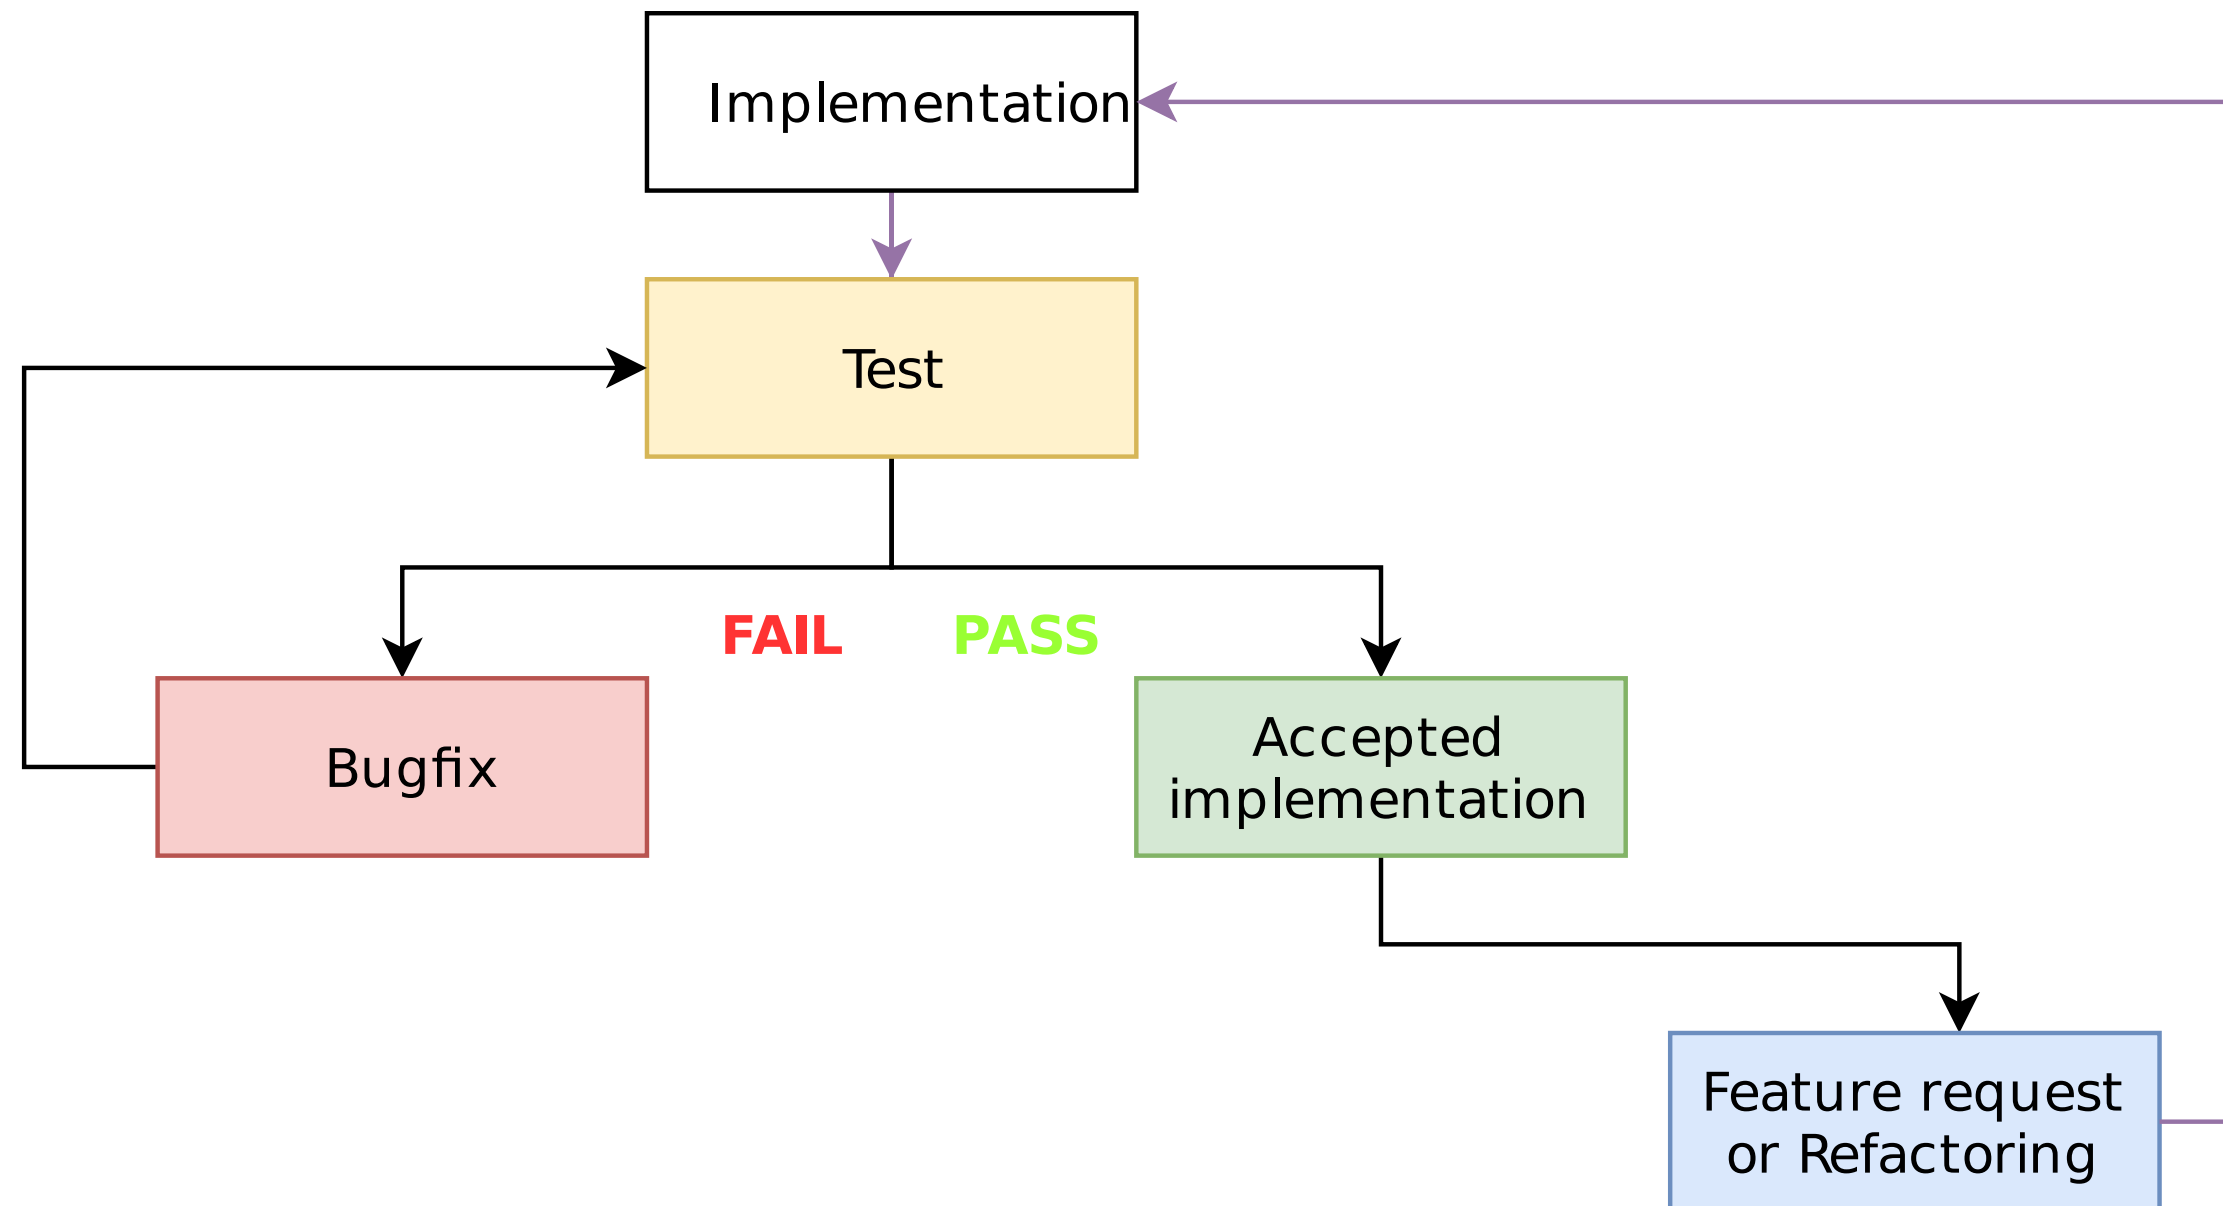 Implementation
Test
FAIL
PASS
Bugfix
Accepted
implementation
Feature request
or Refactoring